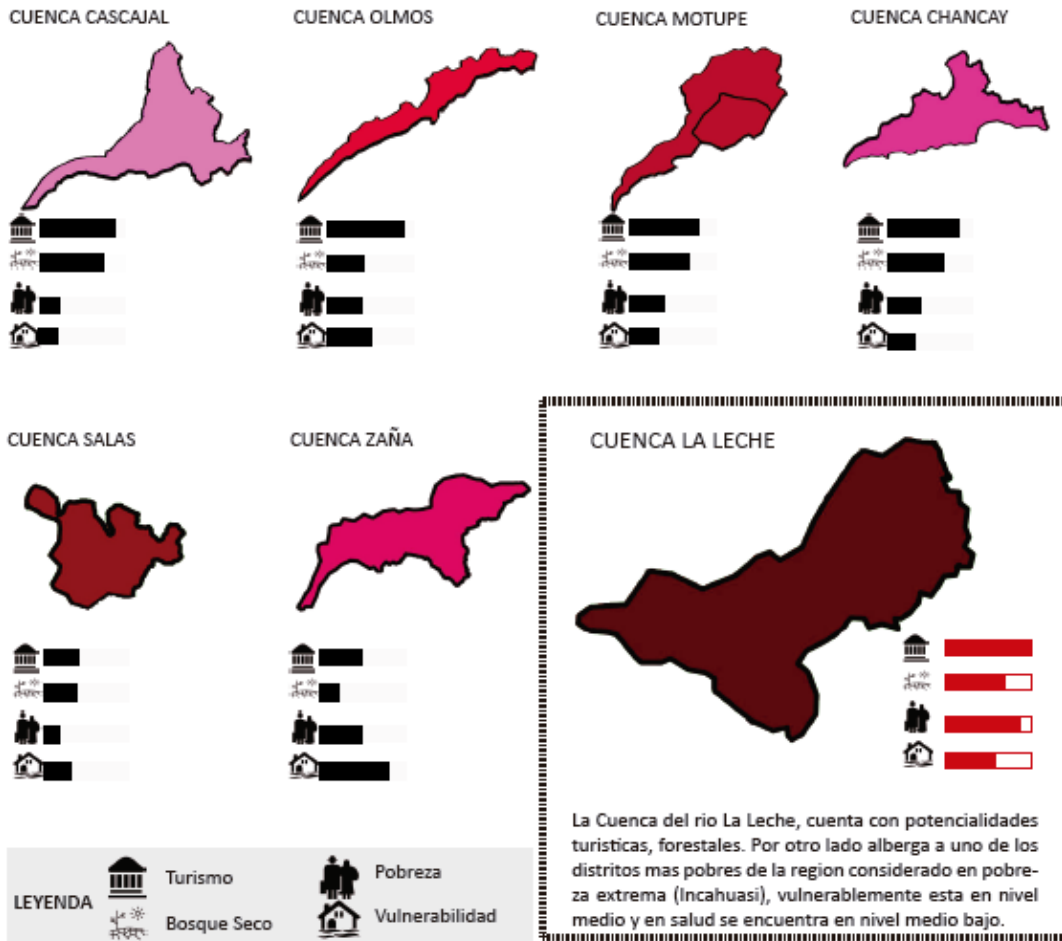 CUENCA CASCAJAL
CUENCA OLMOS
CUENCA MOTUPE
CUENCA CHANCAY
CUENCA SALAS
CUENCA ZAÑA
CUENCA LA LECHE
La Cuenca del rio La Leche, cuenta con potencialidades
turisticas, forestales. Por otro lado alberga a uno de los
distritos mas pobres de la region considerado en pobre-
za extrema (Incahuasi), vulnerablemente esta en nivel
medio y en salud se encuentra en nivel medio bajo.
LEYENDA
Turismo
Bosque Seco
Pobreza
Vulnerabilidad